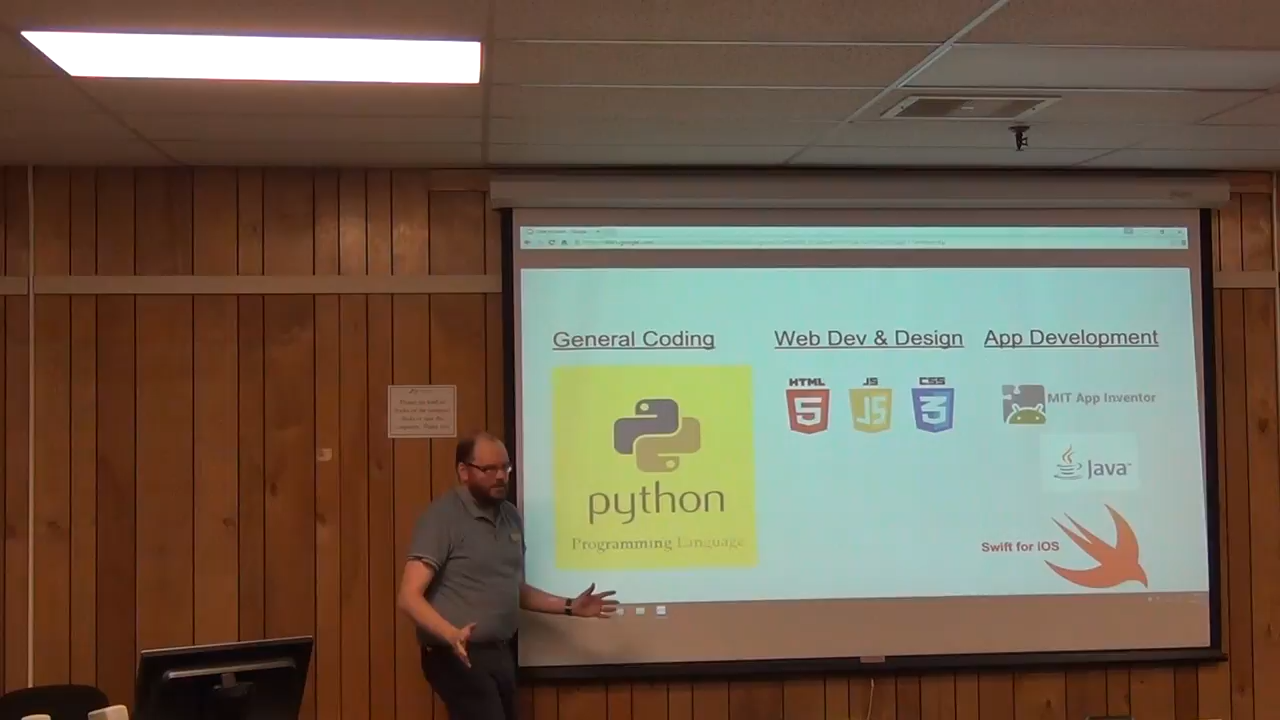 General Coding
Web Dev & Design
App Development
HTML
5
JS
JS
CSS
3
MIT App Inventor
python
Programming Language
Java
Swift for iOS